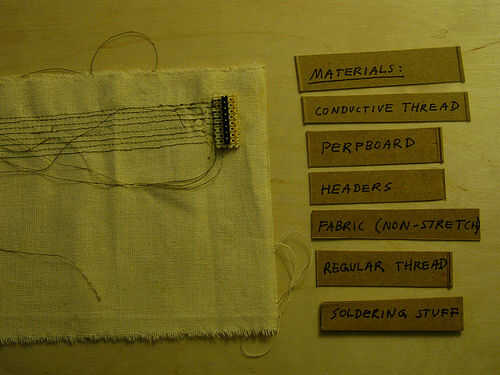 MATERIALS:
CONDUCTIVE THREAD
PERFBOARD
HEADERS
FABRIC (NON-STRETCH)
REGULAR THREAD
SOLDERING STUFF